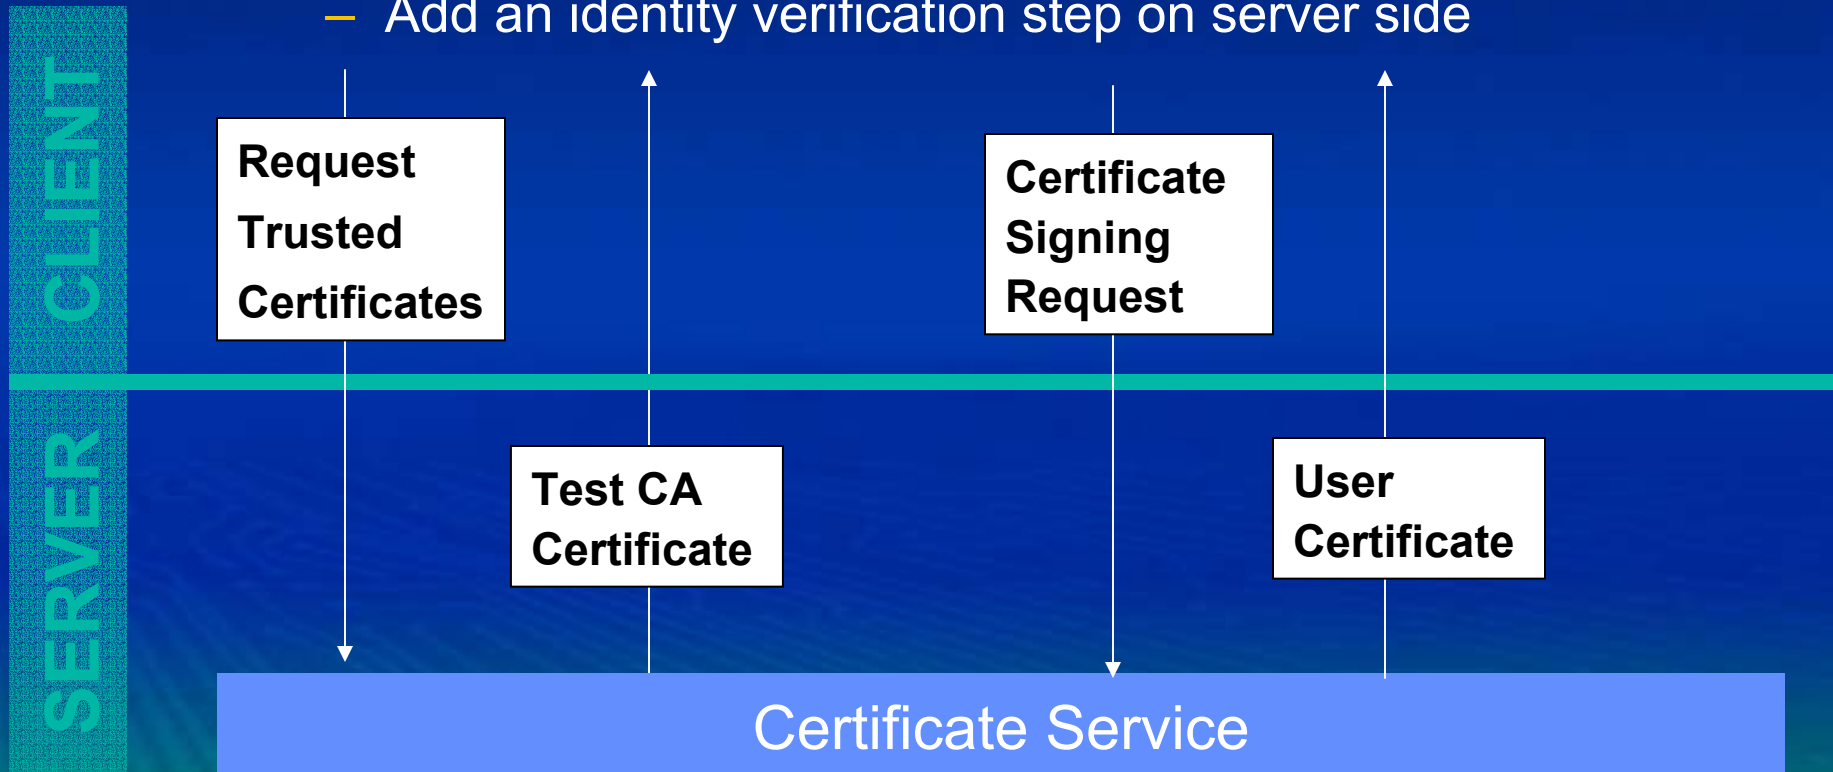 – Add an identity verification step on server side
CLIENT
Request
Trusted
Certificates
Certificate
Signing
Request
SERVER
Test CA
Certificate
User
Certificate
Certificate Service